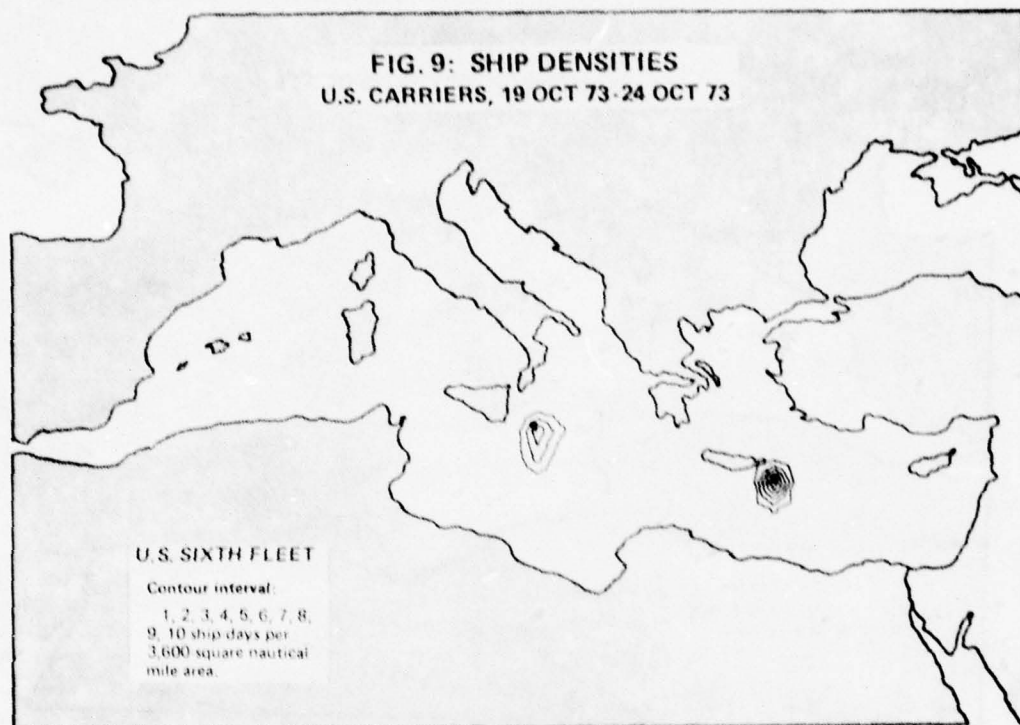 FIG. 9: SHIP DENSITIES
U.S. CARRIERS, 19 OCT 73-24 OCT 73
U.S. SIXTH FLEET
Contour interval:
1, 2, 3, 4, 5, 6, 7, 8,
9, 10 ship days per
3,600 square nautical
mile area.